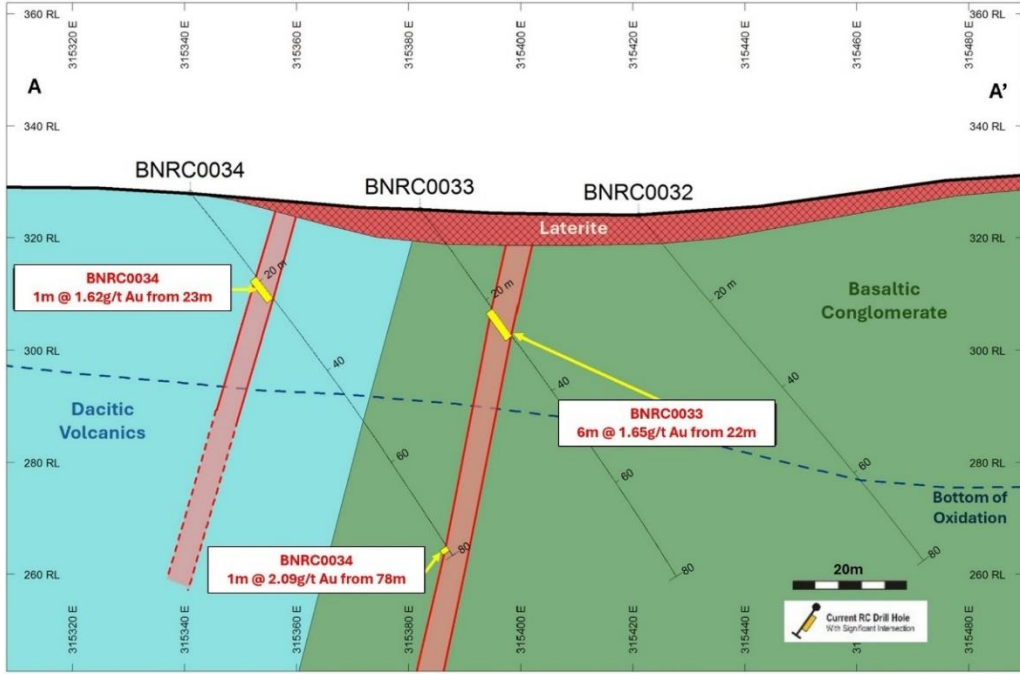 360 RL
315320 E
315340 E
315360 E
315380 E
315400 E
315420 E
315440 E
315460 E
315480 E
360 RL
A
A'
340 RL
340 RL
BNRC0034
BNRC0033
BNRC0032
320 RL
Laterite
320 RL
BNRC0034
1m @ 1.62g/t Au from 23m
20 m
20 m
20 m
Basaltic
Conglomerate
300 RL
300 RL
40
40
40
Dacitic
Volcanics
BNRC0033
6m @ 1.65g/t Au from 22m
280 RL
60
60
60
280 RL
Bottom of
Oxidation
BNRC0034
1m @ 2.09g/t Au from 78m
80
80
80
260 RL
260 RL
20m
Current RC Drill Hole
With Significant Intersection
315320 E
315340 E
315360 E
315380 E
315400 E
315420 E
315440 E
315460 E
315480 E